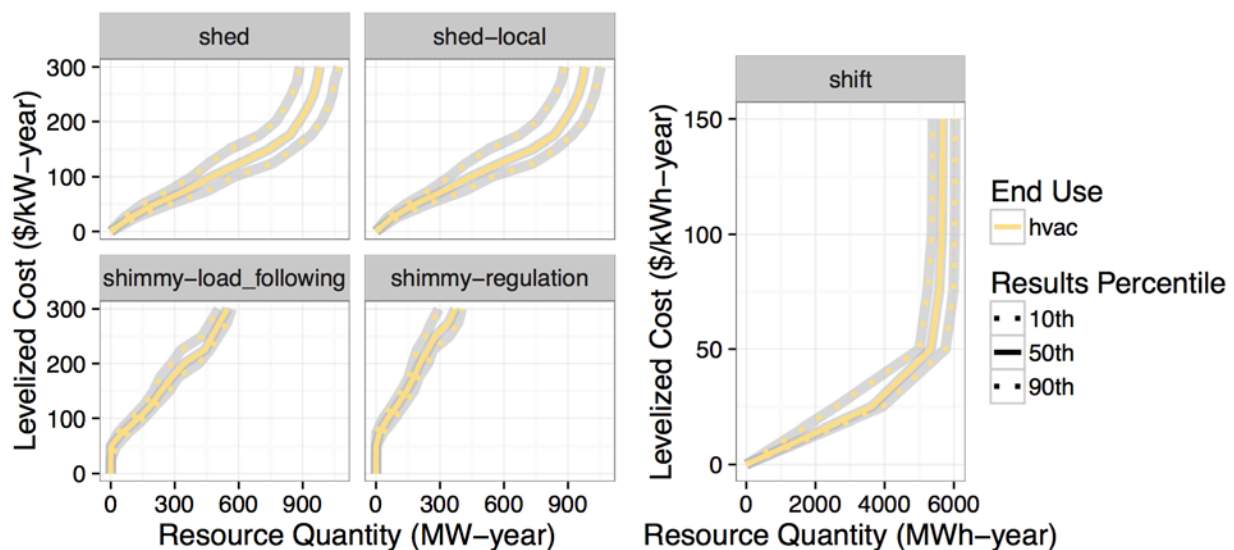 shed
shed-local
Levelized Cost ($/kW-year)
300
200
100
0
shimmy-load_following
shimmy-regulation
300
200
100
0
0
300
600
900
0
300
600
900
Resource Quantity (MW-year)
shift
Levelized Cost ($/kWh-year)
150
100
50
0
0
2000
4000
6000
Resource Quantity (MWh-year)
End Use
hvac
Results Percentile
10th
50th
90th